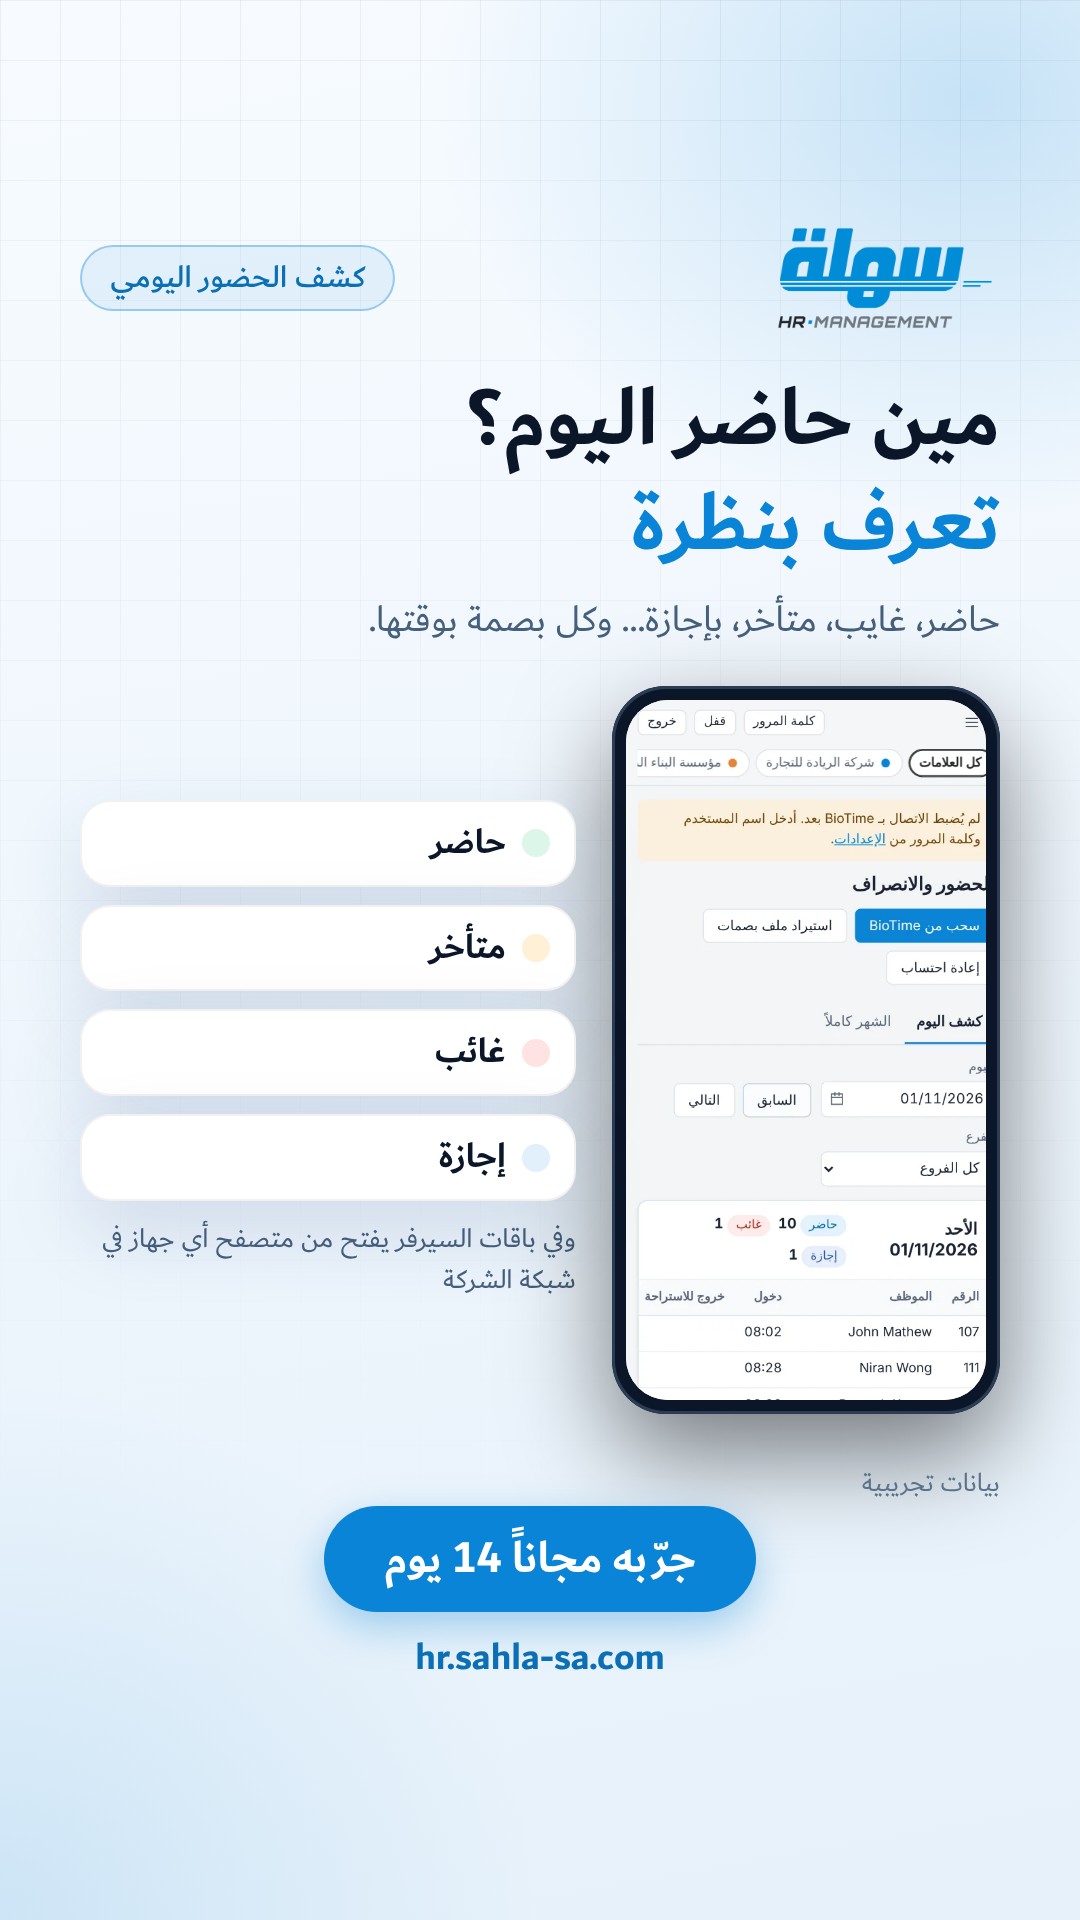 سهلة
HR·MANAGEMENT
كشف الحضور اليومي
مين حاضر اليوم؟
تعرف بنظرة
حاضر، غايب، متأخر، بإجازة... وكل بصمة بوقتها.
كلمة المرور قفل خروج
كل العلامات شركة الريادة للتجارة مؤسسة البناء
لم يُضبط الاتصال بـ BioTime بعد. أدخل اسم المستخدم
وكلمة المرور من الإعدادات.
لحضور والانصراف
سحب من BioTime استيراد ملف بصمات
إعادة احتساب
كشف اليوم الشهر كاملاً
يوم
01/11/2026 السابق التالي
فرع
كل الفروع
الأحد
01/11/2026
حاضر 10 غائب 1
إجازة 1
الرقم الموظف دخول خروج للاستراحة
107 John Mathew 08:02
111 Niran Wong 08:28
حاضر
متأخر
غائب
إجازة
وفي باقات السيرفر يفتح من متصفح أي جهاز في
شبكة الشركة
بيانات تجريبية
جرّبه مجاناً 14 يوم
hr.sahla-sa.com